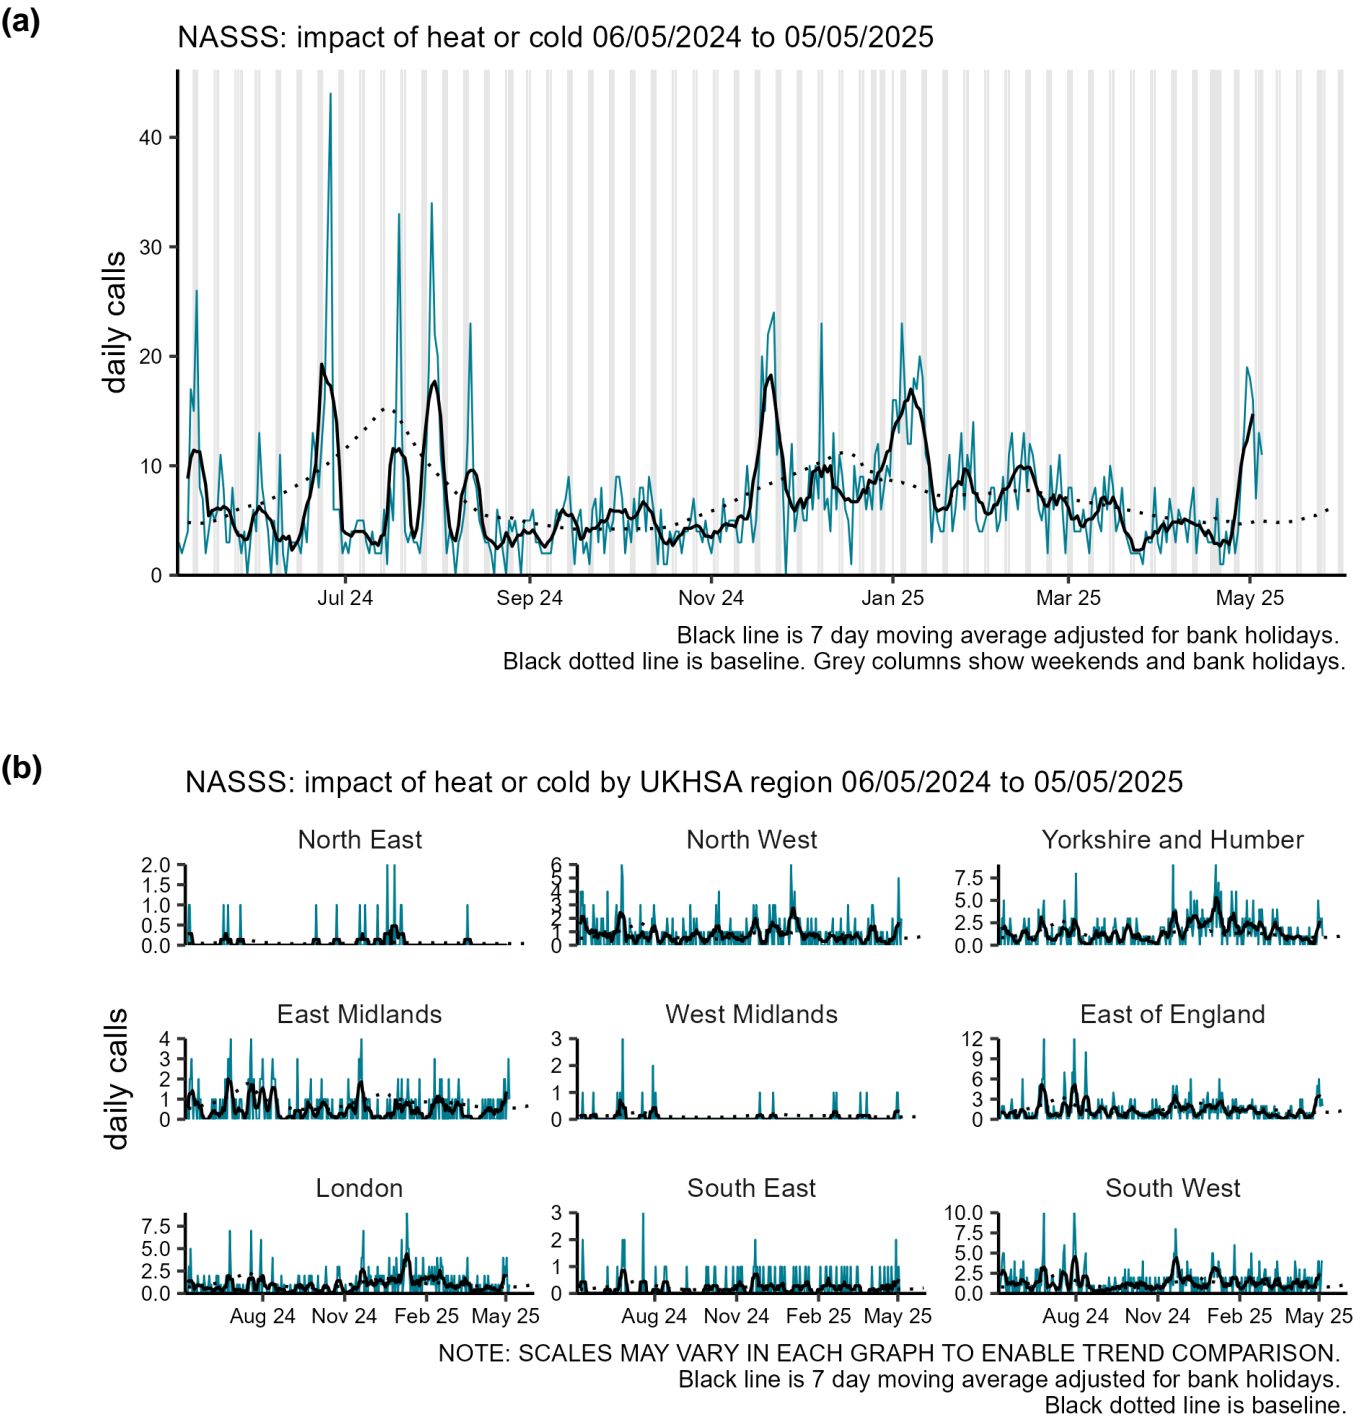 (a)
NASSS: impact of heat or cold 06/05/2024 to 05/05/2025
daily calls
40
30
20
10
0
Jul 24 Sep 24 Nov 24 Jan 25 Mar 25 May 25
Black line is 7 day moving average adjusted for bank holidays.
Black dotted line is baseline. Grey columns show weekends and bank holidays.
(b)
NASSS: impact of heat or cold by UKHSA region 06/05/2024 to 05/05/2025
daily calls
North East
2.0
1.5
1.0
0.5
0.0
North West
6
5
4
3
2
1
0
Yorkshire and Humber
7.5
5.0
2.5
0.0
East Midlands
4
3
2
1
0
West Midlands
3
2
1
0
East of England
12
9
6
3
0
London
7.5
5.0
2.5
0.0
Aug 24 Nov 24 Feb 25 May 25
South East
3
2
1
0
Aug 24 Nov 24 Feb 25 May 25
South West
10.0
7.5
5.0
2.5
0.0
Aug 24 Nov 24 Feb 25 May 25
NOTE: SCALES MAY VARY IN EACH GRAPH TO ENABLE TREND COMPARISON.
Black line is 7 day moving average adjusted for bank holidays.
Black dotted line is baseline.